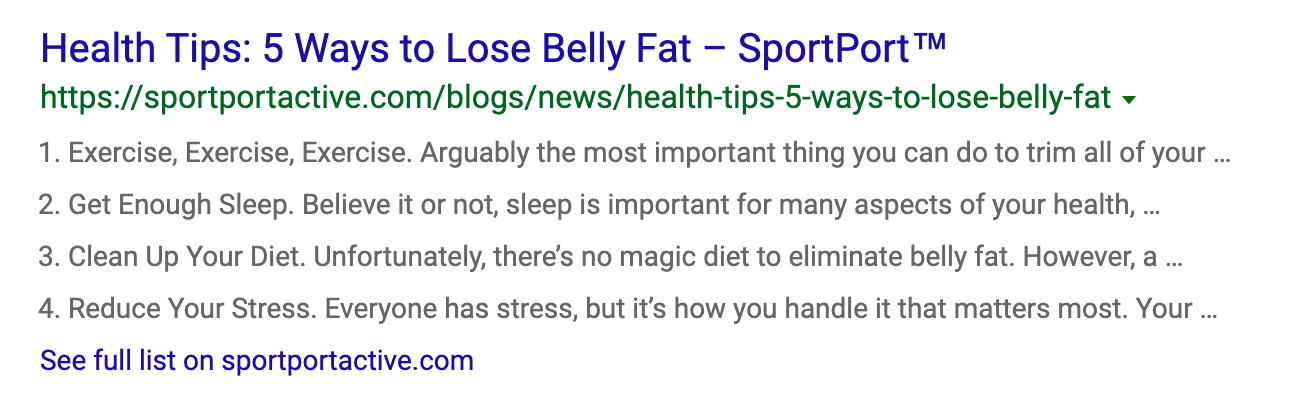 Health Tips: 5 Ways to Lose Belly Fat – SportPort™
https://sportportactive.com/blogs/news/health-tips-5-ways-to-lose-belly-fat
1. Exercise, Exercise, Exercise. Arguably the most important thing you can do to trim all of your ...
2. Get Enough Sleep. Believe it or not, sleep is important for many aspects of your health, ...
3. Clean Up Your Diet. Unfortunately, there’s no magic diet to eliminate belly fat. However, a ...
4. Reduce Your Stress. Everyone has stress, but it’s how you handle it that matters most. Your ...
See full list on sportportactive.com